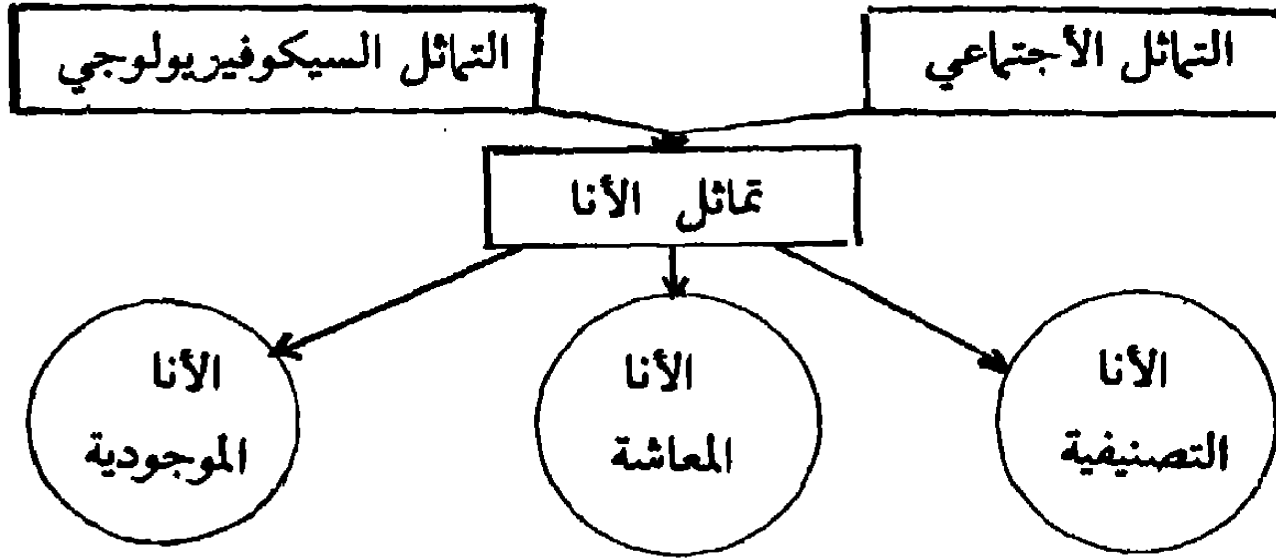 التماثل الأجتماعي
التماثل السيكوفيزيولوجي
تماثل الأنا
الأنا
التصنيفية
الأنا
المعاشة
الأنا
الموجودية